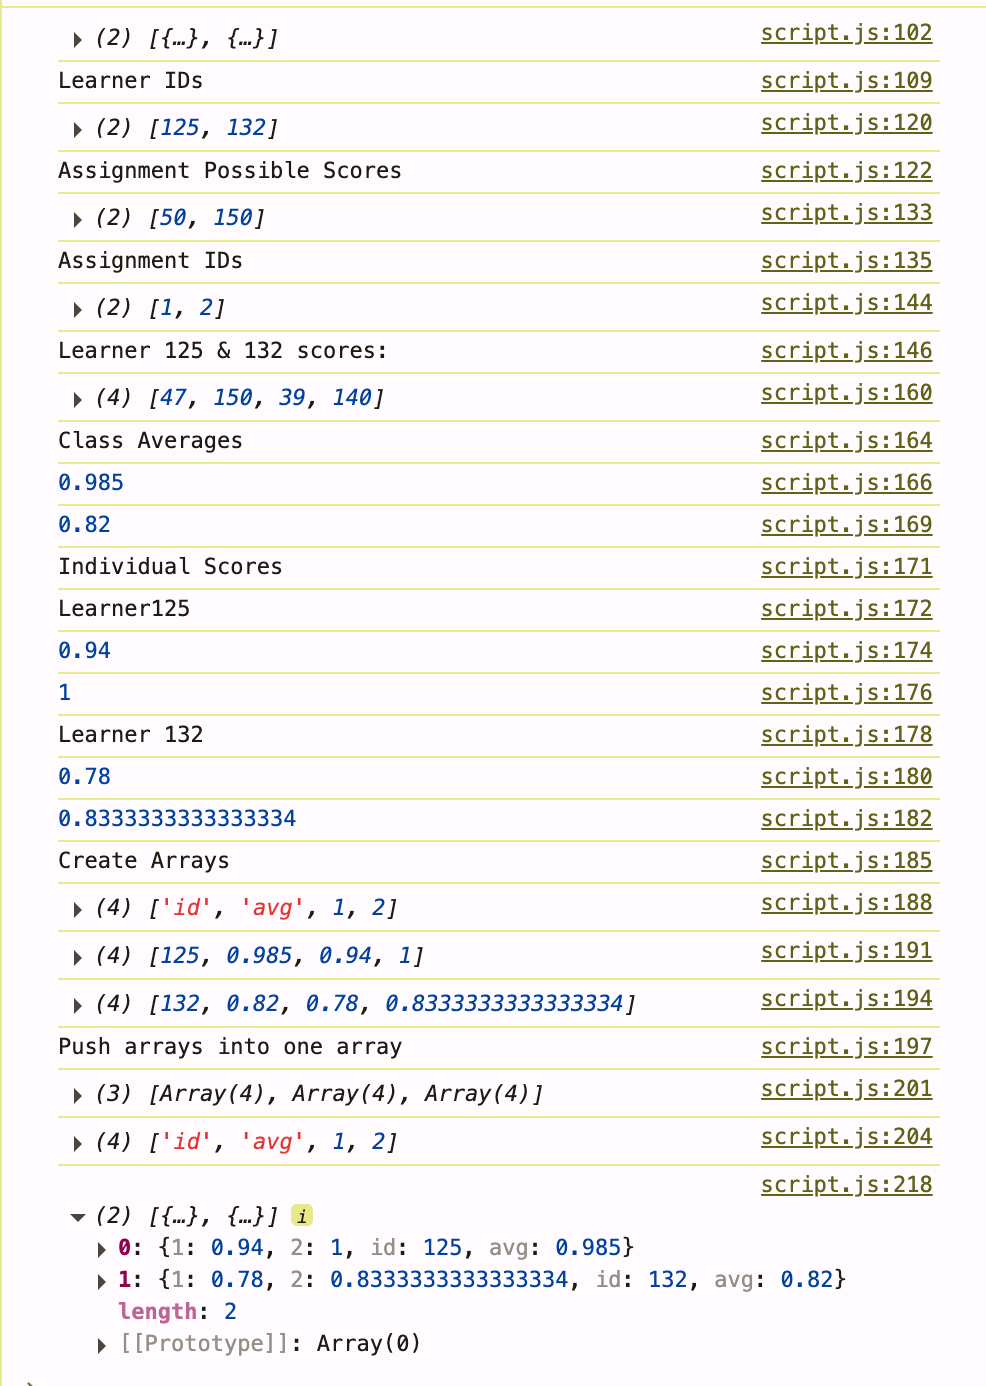 (2) [{…}, {…}] script.js:102
Learner IDs script.js:109
(2) [125, 132] script.js:120
Assignment Possible Scores script.js:122
(2) [50, 150] script.js:133
Assignment IDs script.js:135
(2) [1, 2] script.js:144
Learner 125 & 132 scores: script.js:146
(4) [47, 150, 39, 140] script.js:160
Class Averages script.js:164
0.985 script.js:166
0.82 script.js:169
Individual Scores script.js:171
Learner125 script.js:172
0.94 script.js:174
1 script.js:176
Learner 132 script.js:178
0.78 script.js:180
0.8333333333333334 script.js:182
Create Arrays script.js:185
(4) ['id', 'avg', 1, 2] script.js:188
(4) [125, 0.985, 0.94, 1] script.js:191
(4) [132, 0.82, 0.78, 0.8333333333333334] script.js:194
Push arrays into one array script.js:197
(3) [Array(4), Array(4), Array(4)] script.js:201
(4) ['id', 'avg', 1, 2] script.js:204
script.js:218
(2) [{…}, {…}] i
0: {1: 0.94, 2: 1, id: 125, avg: 0.985}
1: {1: 0.78, 2: 0.8333333333333334, id: 132, avg: 0.82}
length: 2
[[Prototype]]: Array(0)